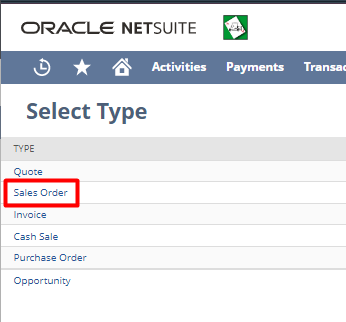 ORACLE NETSUITE
Activities Payments Transac
Select Type
TYPE
Quote
Sales Order
Invoice
Cash Sale
Purchase Order
Opportunity